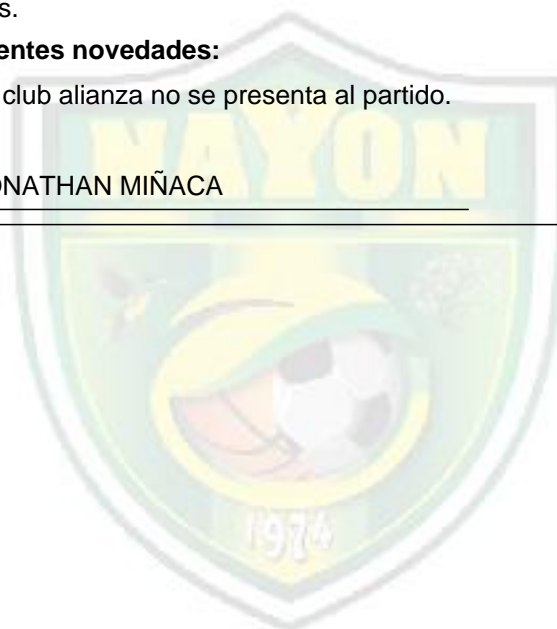 s.
entes novedades:
club alianza no se presenta al partido.
NAYON
ONATHAN MIÑACA
1974